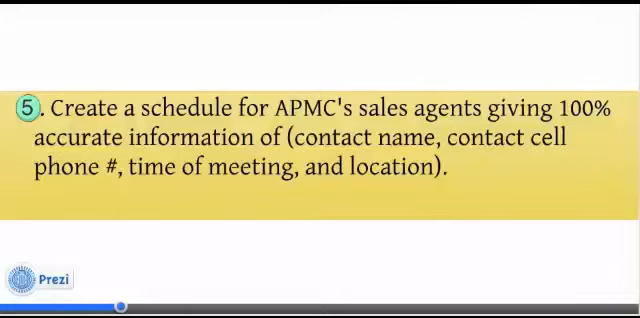 5. Create a schedule for APMC's sales agents giving 100%
accurate information of (contact name, contact cell
phone #, time of meeting, and location).
Prezi